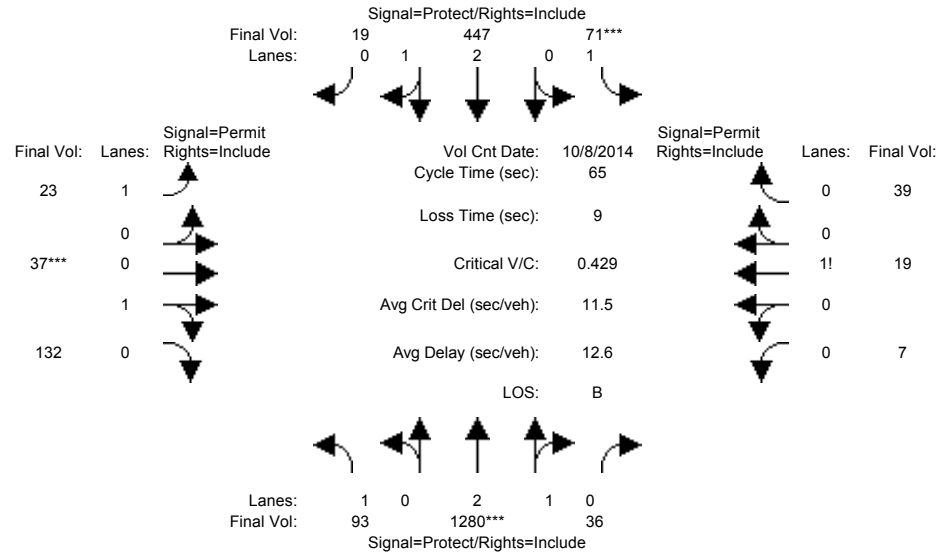 Signal=Protect/Rights=Include
Final Vol: 19 447 71***
Lanes: 0 1 2 0 1
Signal=Permit Signal=Permit
Final Vol: Lanes: Rights=Include Vol Cnt Date: 10/8/2014 Rights=Include Lanes: Final Vol:
Cycle Time (sec): 65
23 1 0 39
Loss Time (sec): 9
0 0
37*** 0 Critical V/C: 0.429 1! 19
1 Avg Crit Del (sec/veh): 11.5 0
132 0 Avg Delay (sec/veh): 12.6 0 7
LOS: B
Lanes: 1 0 2 1 0
Final Vol: 93 1280*** 36
Signal=Protect/Rights=Include